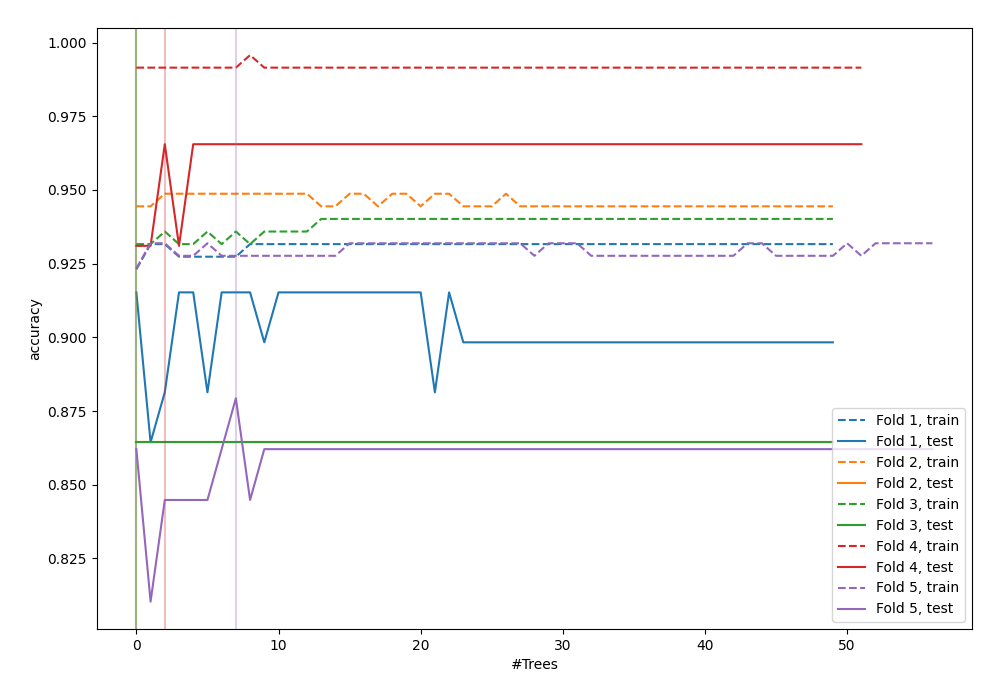 1.000
0.975
0.950
0.925
0.900
0.875
0.850
0.825
accuracy
0 10 20 30 40 50
#Trees
Fold 1, train
Fold 1, test
Fold 2, train
Fold 2, test
Fold 3, train
Fold 3, test
Fold 4, train
Fold 4, test
Fold 5, train
Fold 5, test